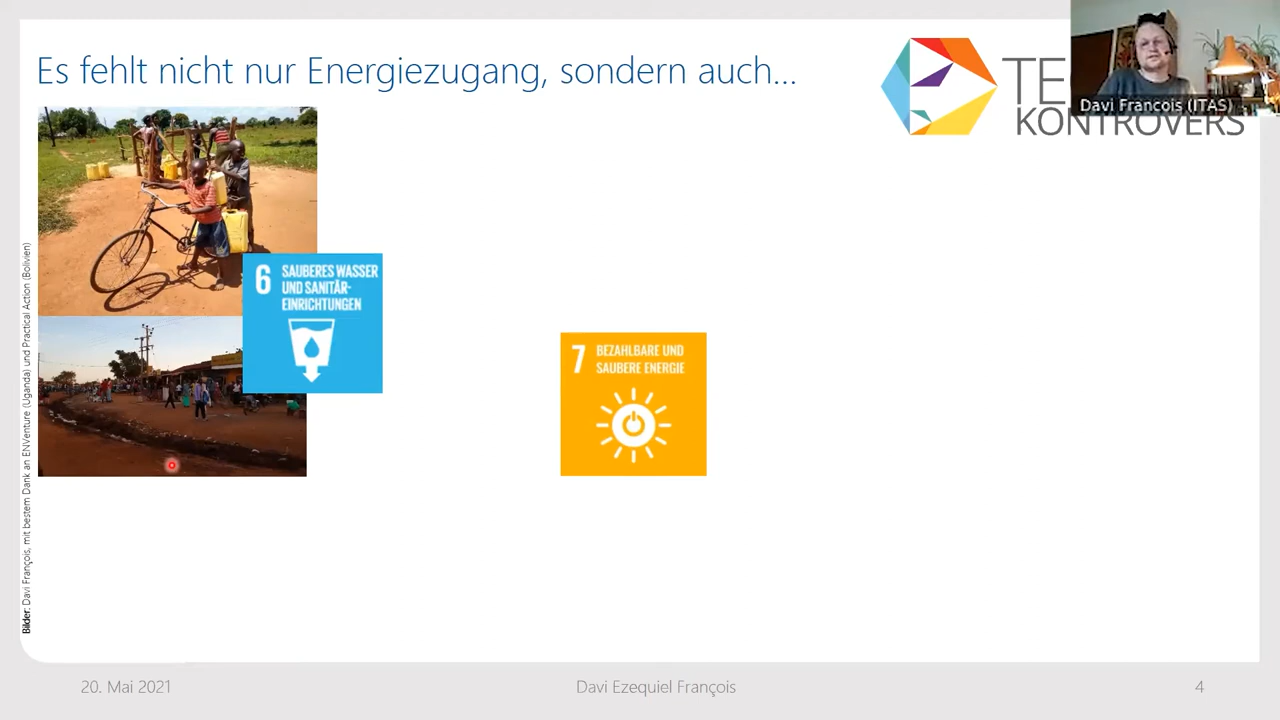 Es fehlt nicht nur Energiezugang, sondern auch...
TE
KONTROVERS
Davi Francois (ITAS)
Bilder: Davi François, mit bestem Dank an ENVenture (Uganda) und Practical Action (Bolivien)
6 SAUBERES WASSER
UND SANITÄR-
EINRICHTUNGEN
7 BEZAHLBARE UND
SAUBERE ENERGIE
20. Mai 2021
Davi Ezequiel François
4